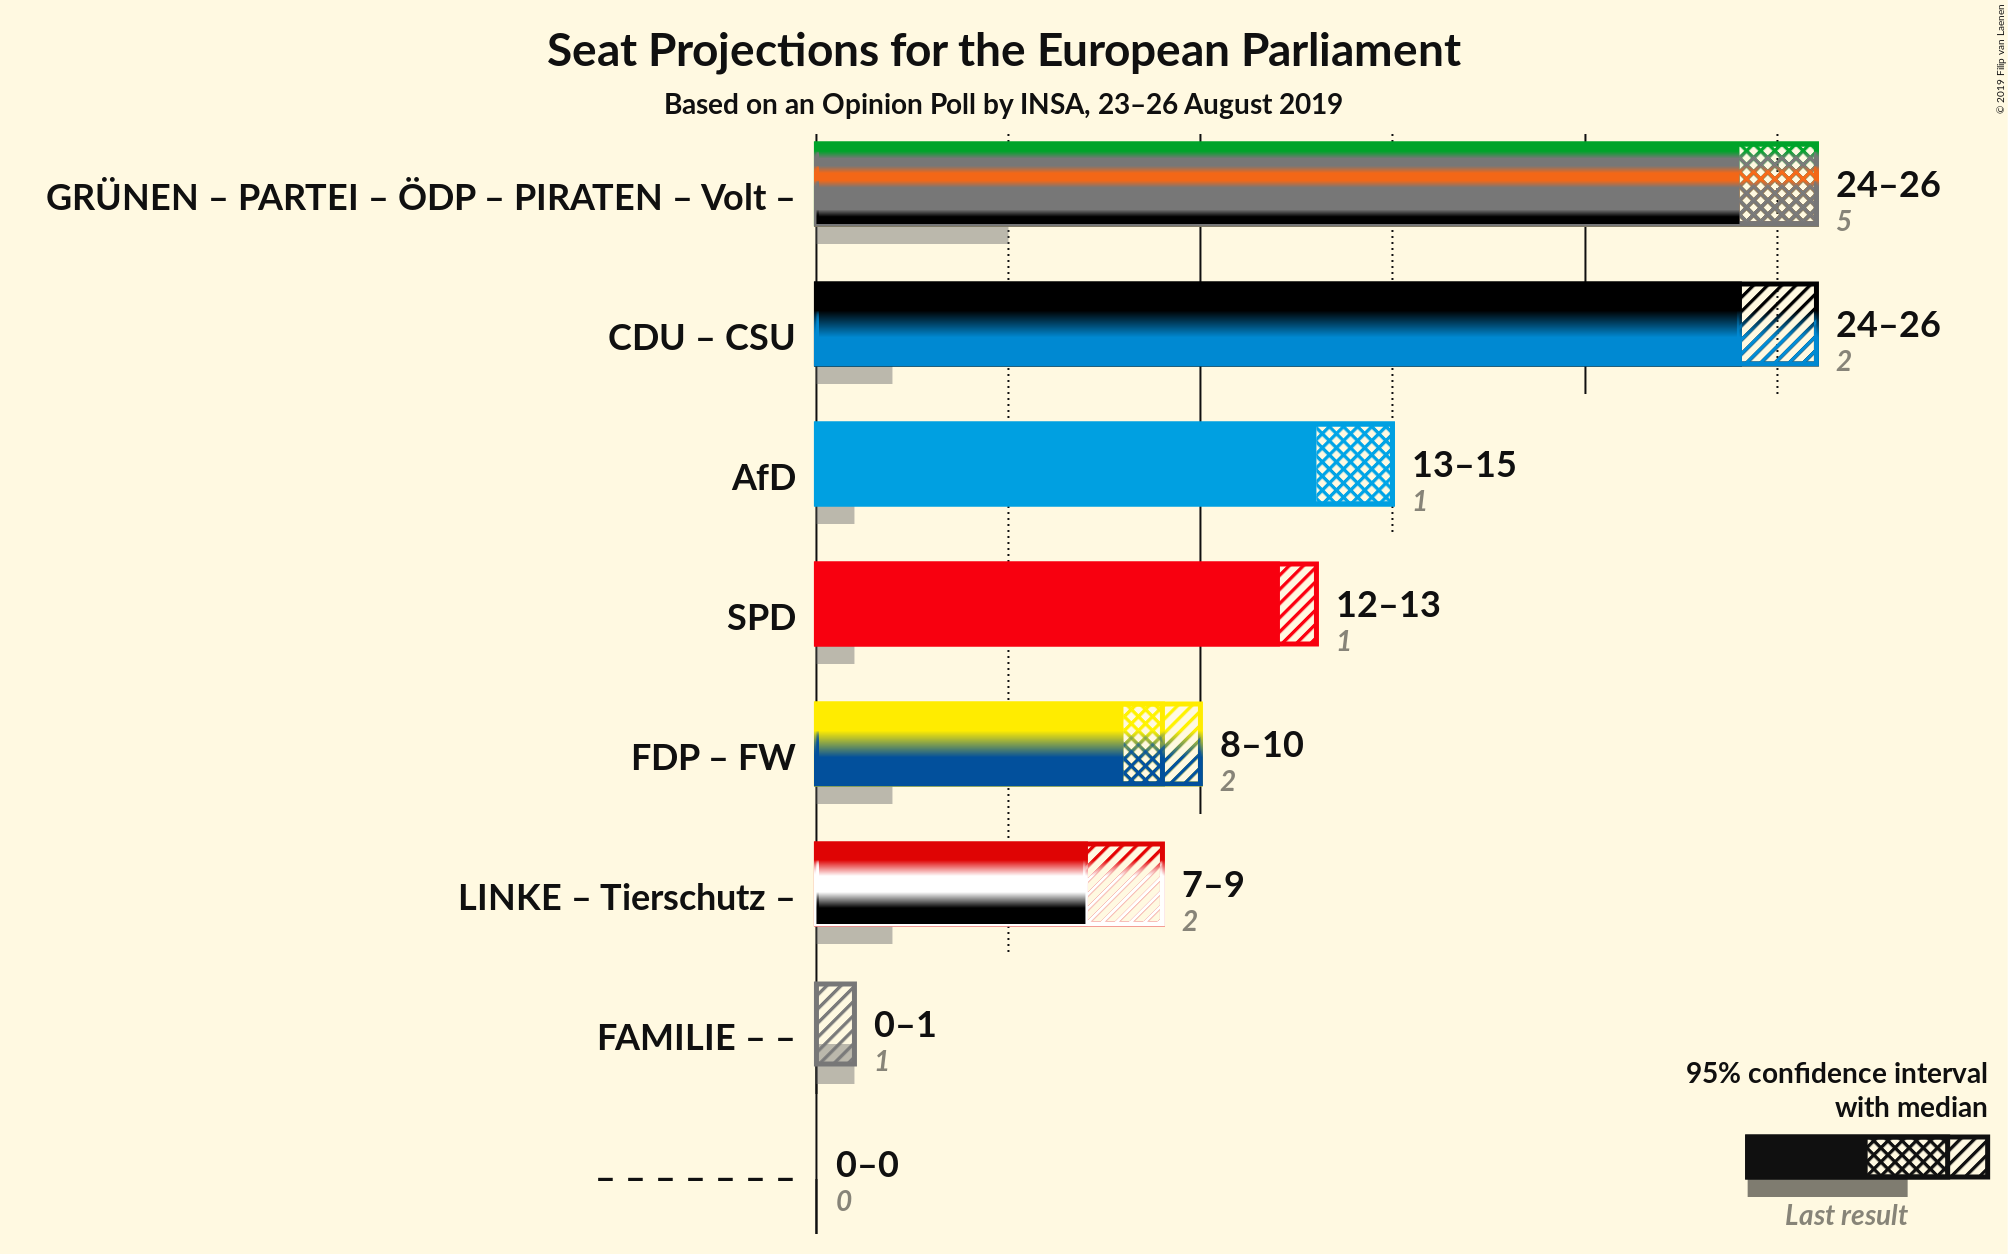 Seat Projections for the European Parliament
Based on an Opinion Poll by INSA, 23–26 August 2019
© 2019 Filip van Laenen
GRÜNEN – PARTEI – ÖDP – PIRATEN – Volt –
24–26
5
CDU – CSU
24–26
2
AfD
13–15
1
SPD
12–13
1
FDP – FW
8–10
2
LINKE – Tierschutz –
7–9
2
FAMILIE – –
0–1
1
– – – – – – –
0–0
0
95% confidence interval
with median
Last result